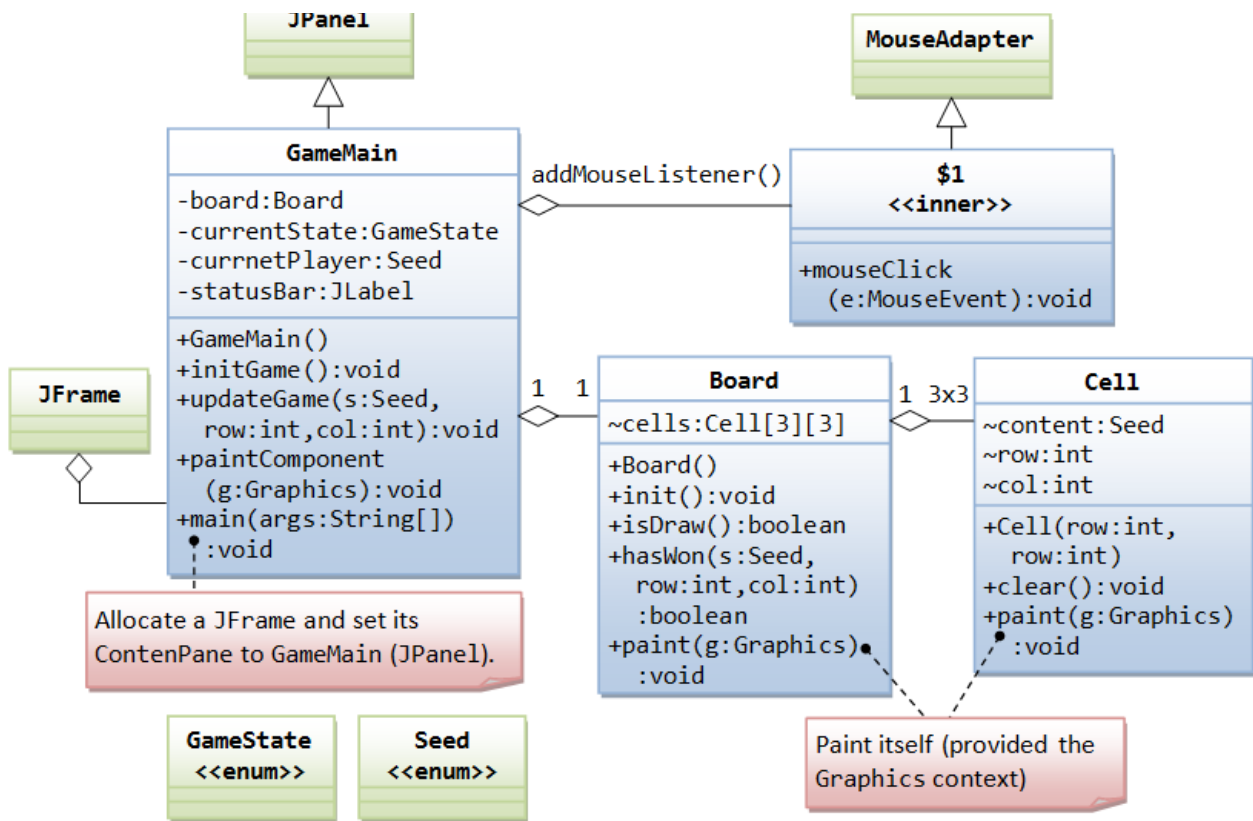 JPanel
MouseAdapter
GameMain
-board:Board
-currentState:GameState
-currnetPlayer:Seed
-statusBar:JLabel
+GameMain()
+initGame():void
+updateGame(s:Seed,
row:int,col:int):void
+paintComponent
(g:Graphics):void
+main(args:String[])
:void
addMouseListener()
$1
<<inner>>
+mouseClick
(e:MouseEvent):void
JFrame
1 1
Board
~cells:Cell[3][3]
+Board()
+init():void
+isDraw():boolean
+hasWon(s:Seed,
row:int,col:int)
:boolean
+paint(g:Graphics)
:void
1 3x3
Cell
~content:Seed
~row:int
~col:int
+Cell(row:int,
row:int)
+clear():void
+paint(g:Graphics)
:void
Allocate a JFrame and set its
ContenPane to GameMain (JPanel).
GameState
<<enum>>
Seed
<<enum>>
Paint itself (provided the
Graphics context)